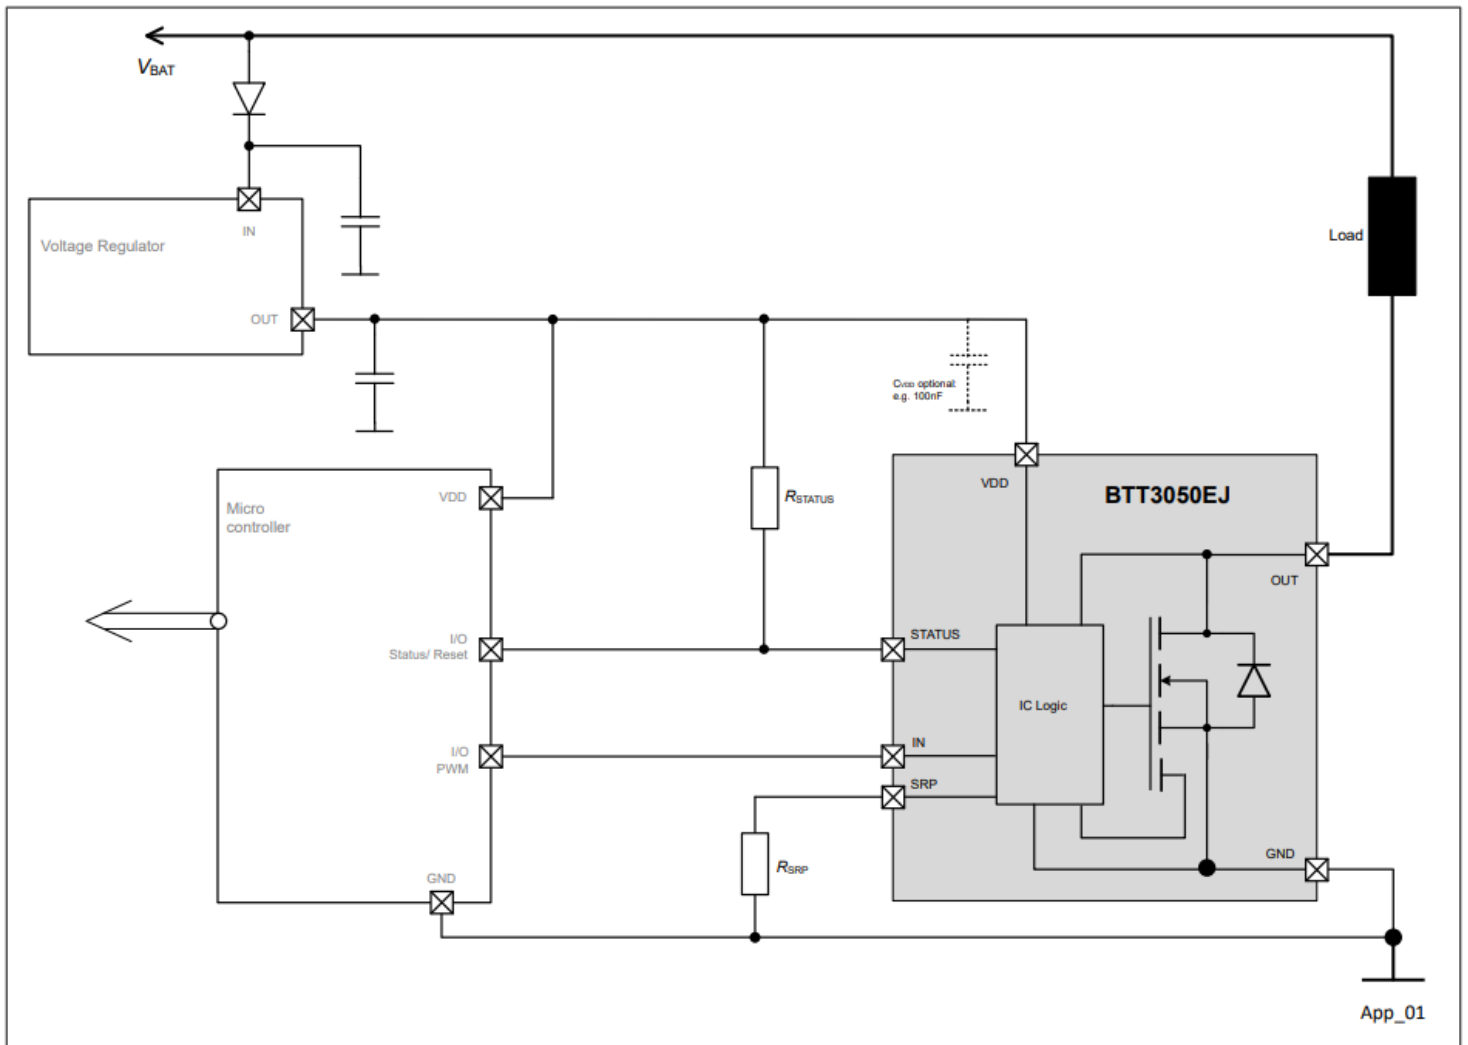 VBAT
Voltage Regulator
IN
Load
OUT
CVDD optional:
e.g. 100nF
VDD
VDD
BTT3050EJ
Micro
controller
RSTATUS
OUT
I/O
Status/ Reset
STATUS
IC Logic
I/O
PWM
IN
SRP
RSRP
GND
GND
App_01